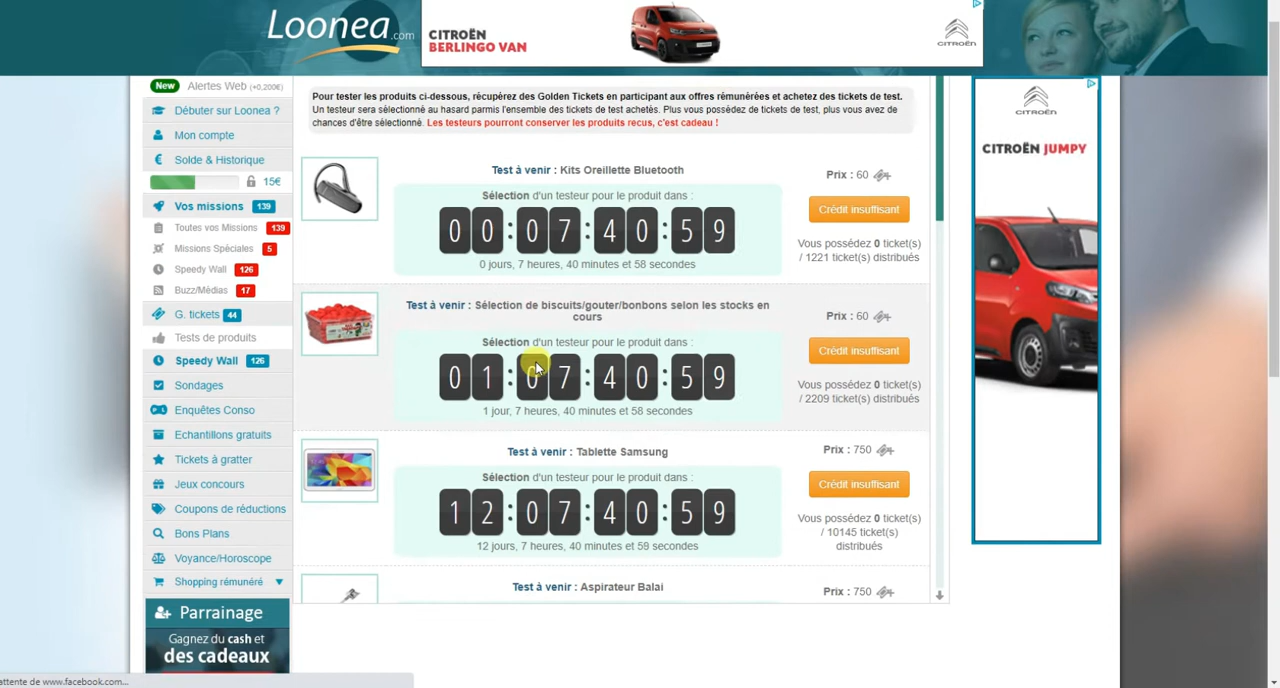 Loonea.com
CITROËN
BERLINGO VAN
CITROËN
New Alertes Web (+0,200€)
Débuter sur Loonea ?
Mon compte
Solde & Historique
15€
Vos missions 139
Toutes vos Missions 139
Missions Spéciales 5
Speedy Wall 126
Buzz/Médias 17
G. tickets 44
Tests de produits
Speedy Wall 126
Sondages
Enquêtes Conso
Echantillons gratuits
Tickets à gratter
Jeux concours
Coupons de réductions
Bons Plans
Voyance/Horoscope
Shopping rémunéré
Parrainage
Gagnez du cash et
des cadeaux
Pour tester les produits ci-dessous, récupérez des Golden Tickets en participant aux offres rémunérées et achetez des tickets de test.
Un testeur sera sélectionné au hasard parmi l'ensemble des ticket de test achetés. Plus vous possédez de tickets de test, plus vous avez de
chances d'être sélectionné. Les testeurs pourront conserver les produits recus, c'est cadeau !
Test à venir : Kits Oreillette Bluetooth
Sélection d'un testeur pour le produit dans :
00:07:40:59
0 jours, 7 heures, 40 minutes et 58 secondes
Prix : 60
Crédit insuffisant
Vous possédez 0 ticket(s)
/ 1221 ticket(s) distribués
Test à venir : Sélection de biscuits/gouter/bonbons selon les stocks en
cours
Sélection d'un testeur pour le produit dans :
01:07:40:59
1 jour, 7 heures, 40 minutes et 58 secondes
Prix : 60
Crédit insuffisant
Vous possédez 0 ticket(s)
/ 2209 ticket(s) distribués
Test à venir : Tablette Samsung
Sélection d'un testeur pour le produit dans :
12:07:40:59
12 jours, 7 heures, 40 minutes et 58 secondes
Prix : 750
Crédit insuffisant
Vous possédez 0 ticket(s)
/ 10145 ticket(s)
distribués
Test à venir : Aspirateur Balai
Prix : 750
CITROËN
CITROËN JUMPY
attente de www.facebook.com...